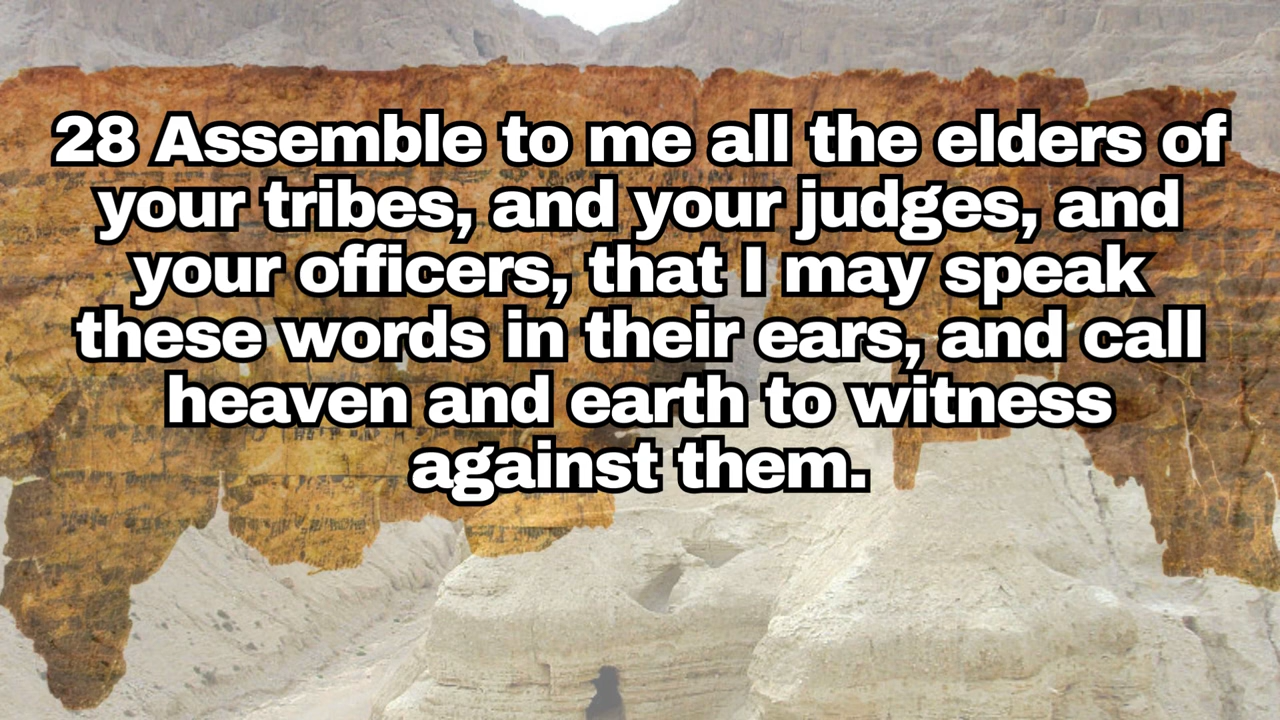 28 Assemble to me all the elders of
your tribes, and your judges, and
your officers, that I may speak
these words in their ears, and call
heaven and earth to witness
against them.